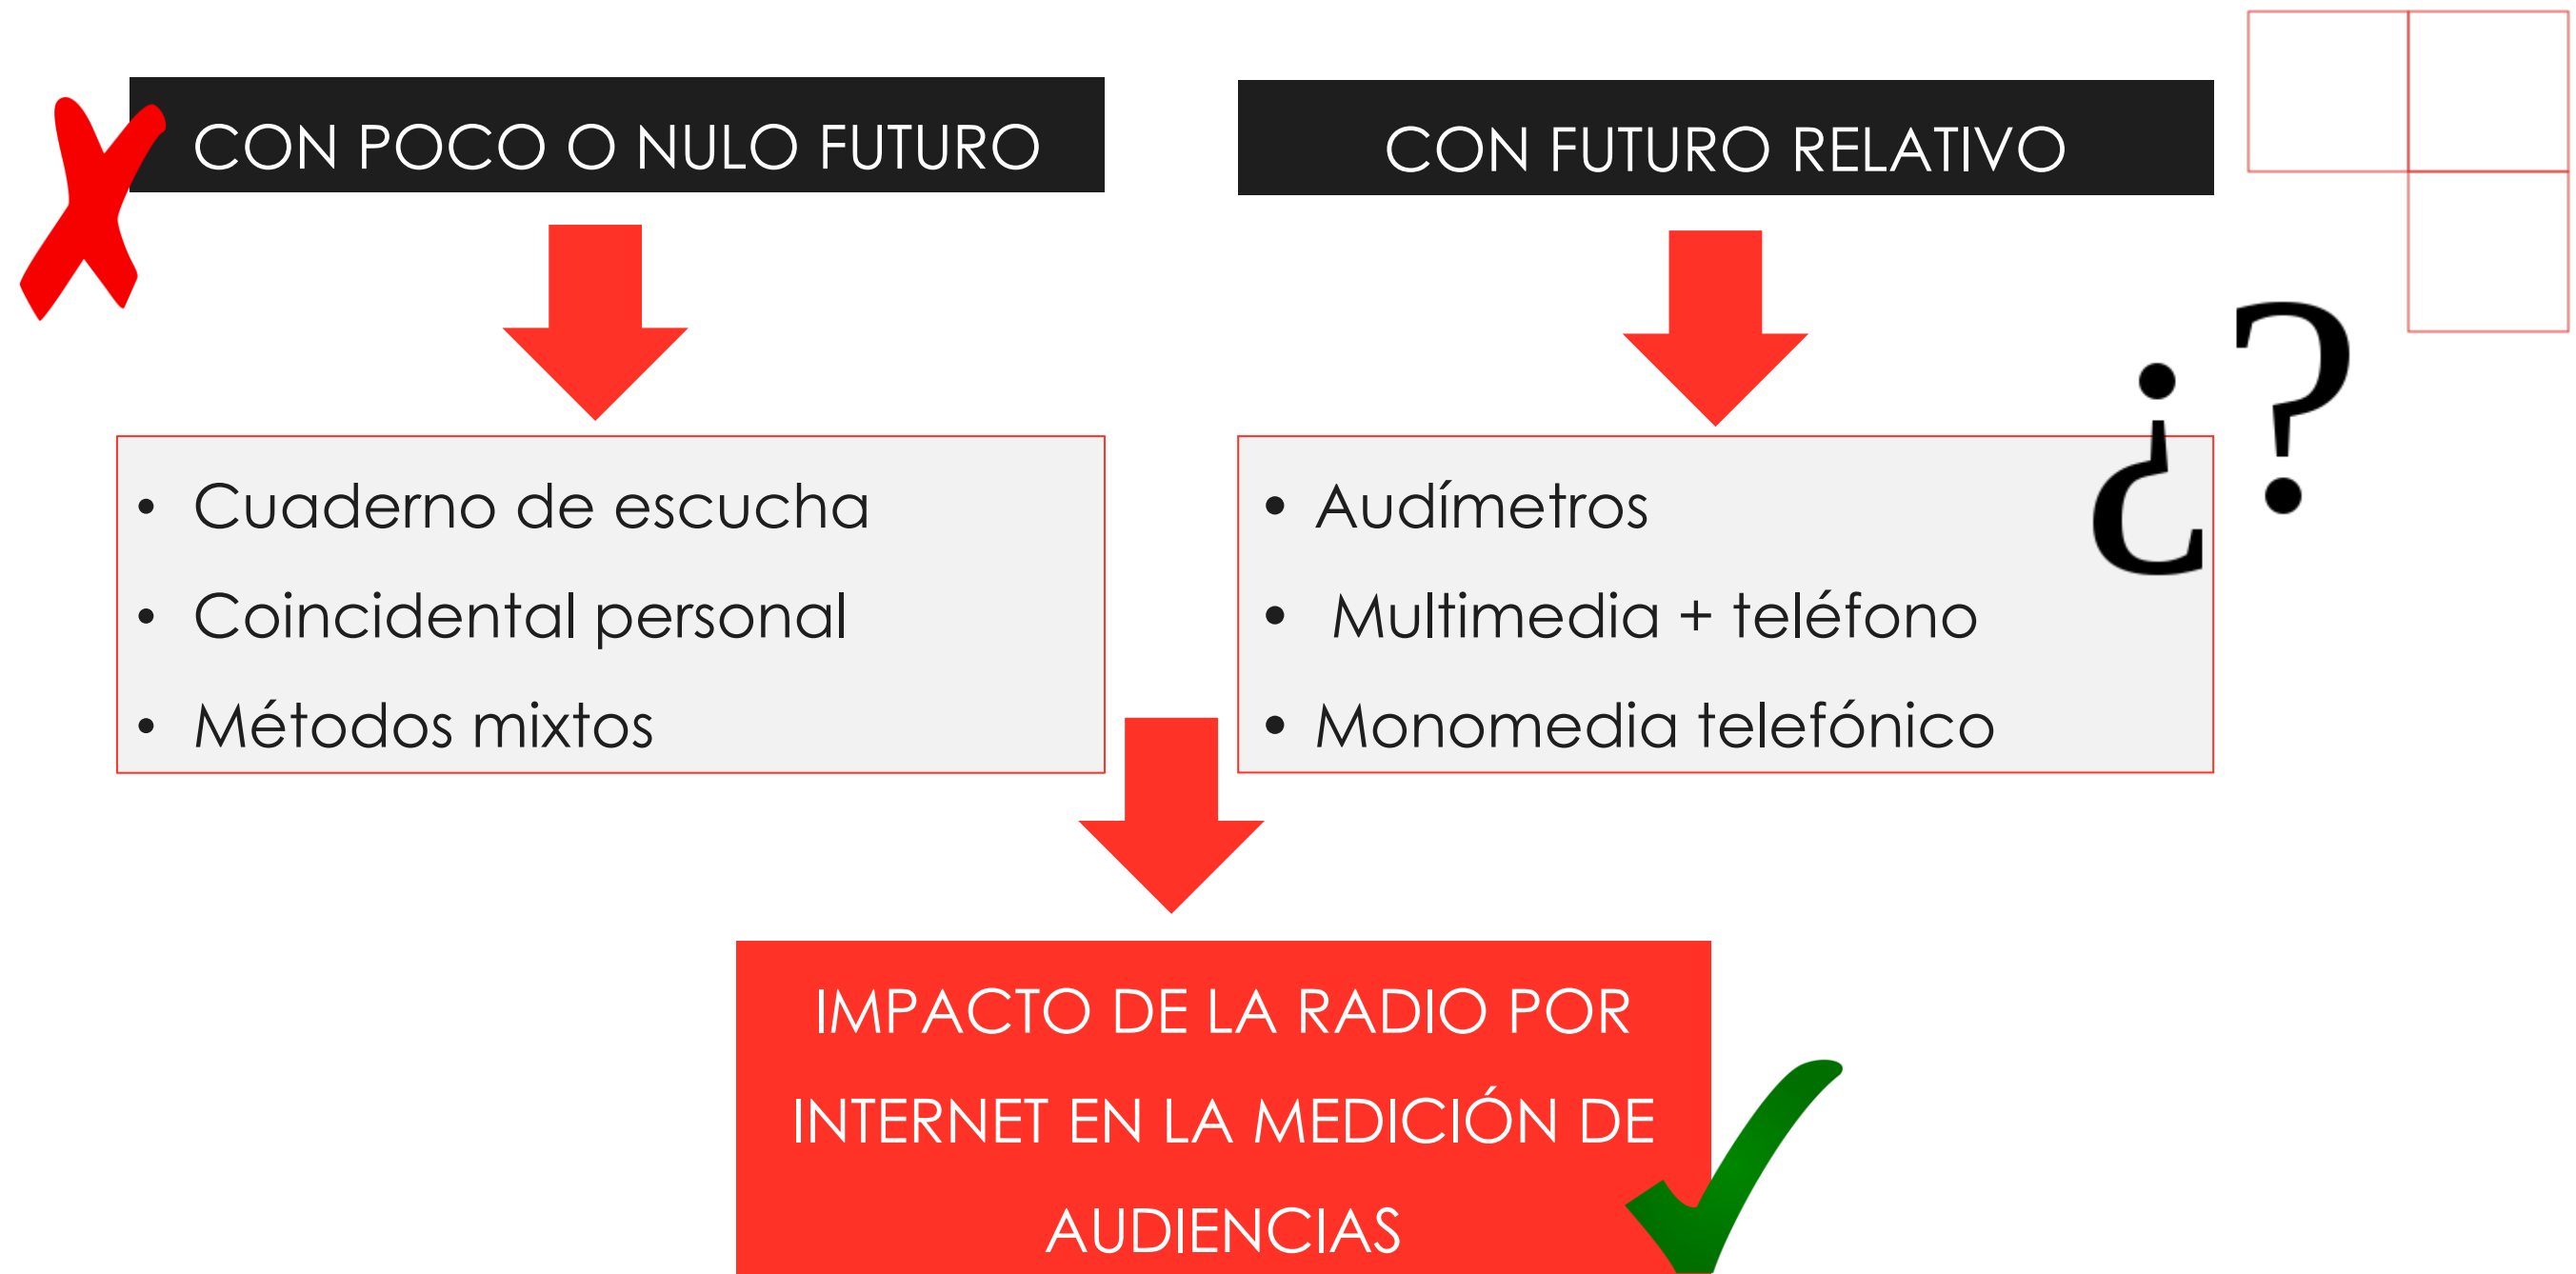 CON POCO O NULO FUTURO
• Cuaderno de escucha
• Coincidental personal
• Métodos mixtos
CON FUTURO RELATIVO
¿?
• Audímetros
• Multimedia + teléfono
• Monomedia telefónico
IMPACTO DE LA RADIO POR
INTERNET EN LA MEDICIÓN DE
AUDIENCIAS